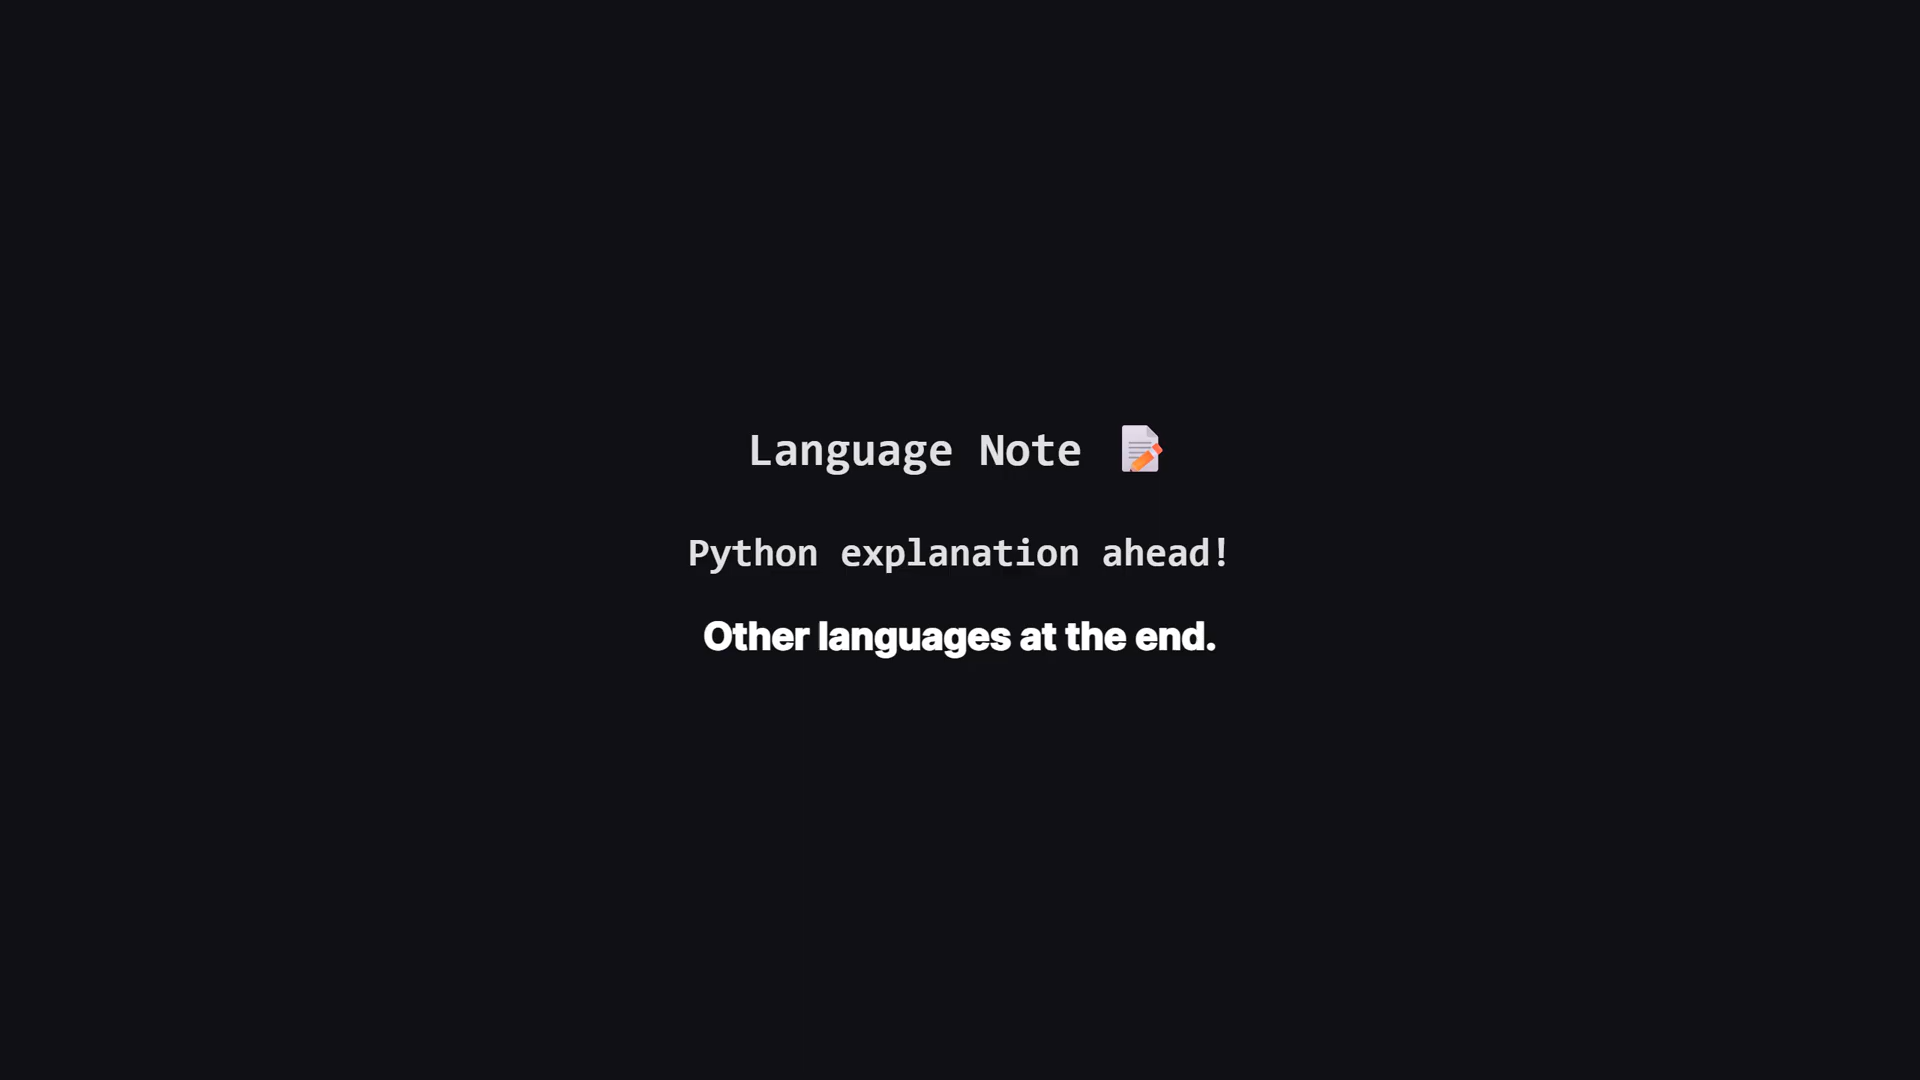 Language Note 📝
Python explanation ahead!
Other languages at the end.